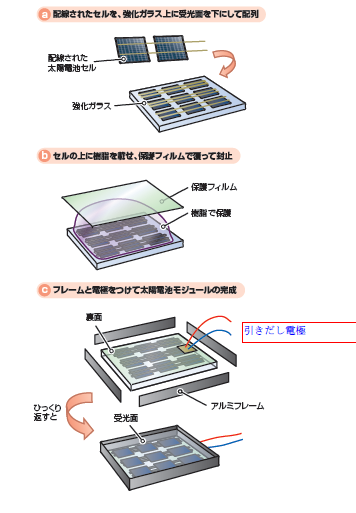 a 配線されたセルを、強化ガラス上に受光面を下にして配列
配線された
太陽電池セル
強化ガラス
b セルの上に樹脂を載せ、保護フィルムで覆って封止
保護フィルム
樹脂で保護
c フレームと電極をつけて太陽電池モジュールの完成
裏面
引きだし電極
アルミフレーム
ひっくり
返すと
受光面